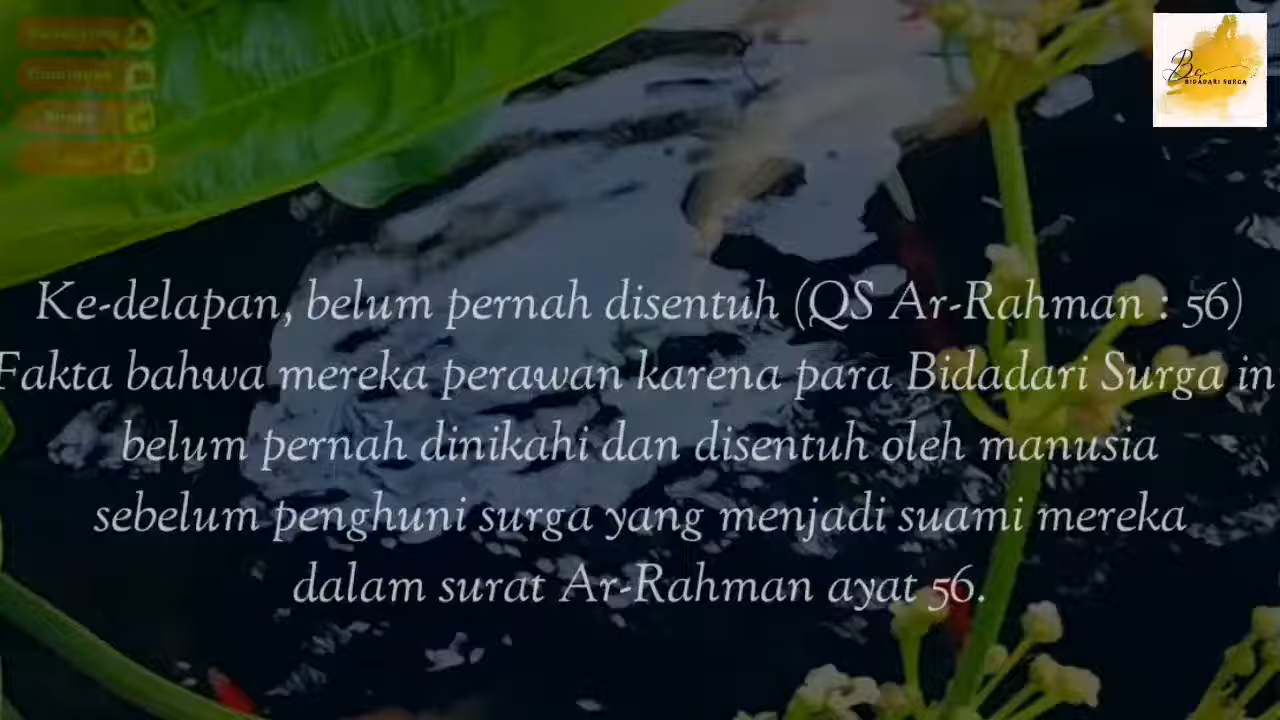 BIDADARI SURGA
Ke-delapan, belum pernah disentuh (QS Ar-Rahman : 56)
Fakta bahwa mereka perawan karena para Bidadari Surga in
belum pernah dinikahi dan disentuh oleh manusia
sebelum penghuni surga yang menjadi suami mereka
dalam surat Ar-Rahman ayat 56.